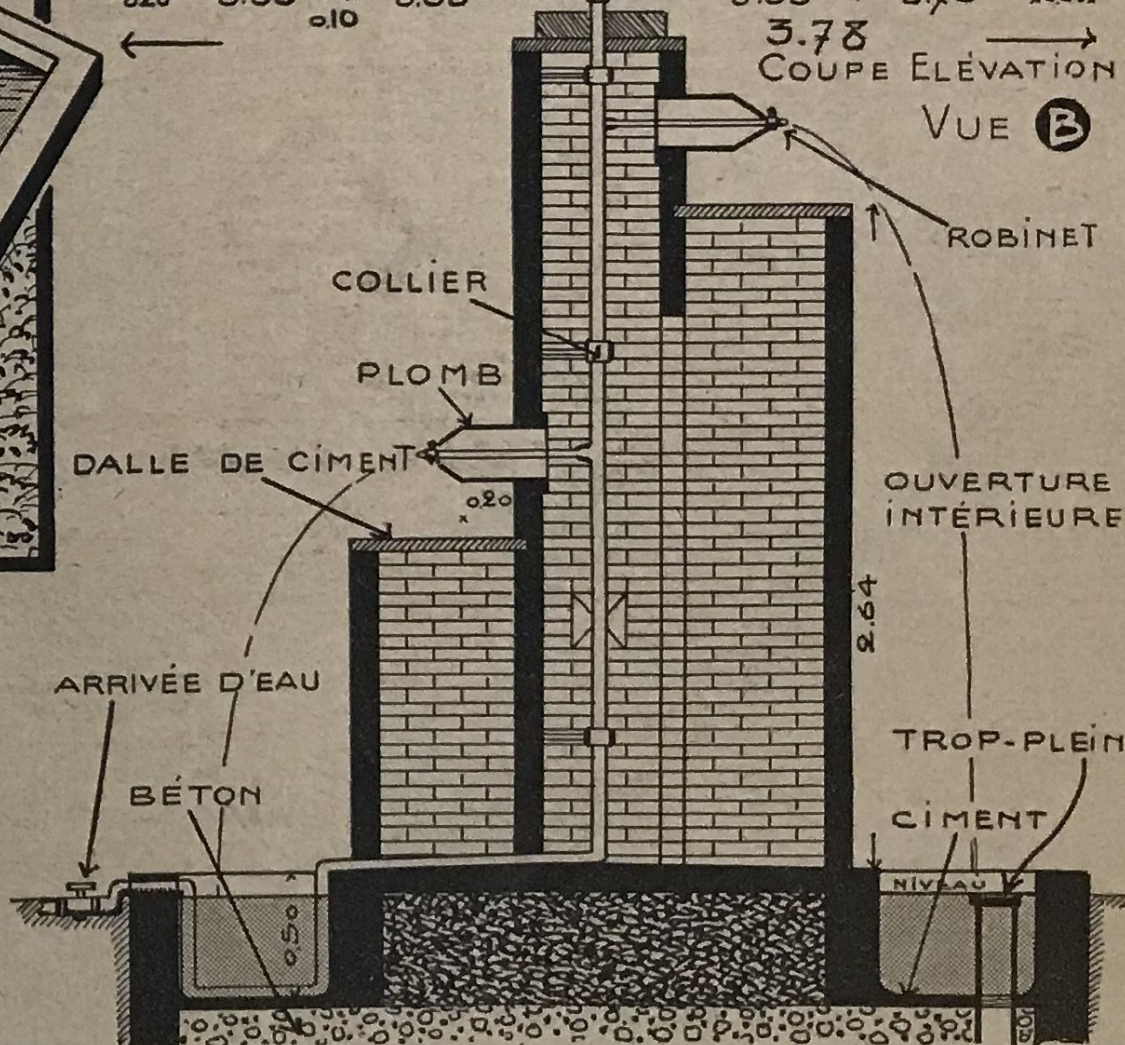 0.10
3.78
COUPE ELÉVATION
VUE B
ROBINET
COLLIER
PLOMB
DALLE DE CIMENT
0.20
OUVERTURE
INTÉRIEURE
2.64
ARRIVÉE D'EAU
TROP-PLEIN
BÉTON
CIMENT
NIVEAU
0.50